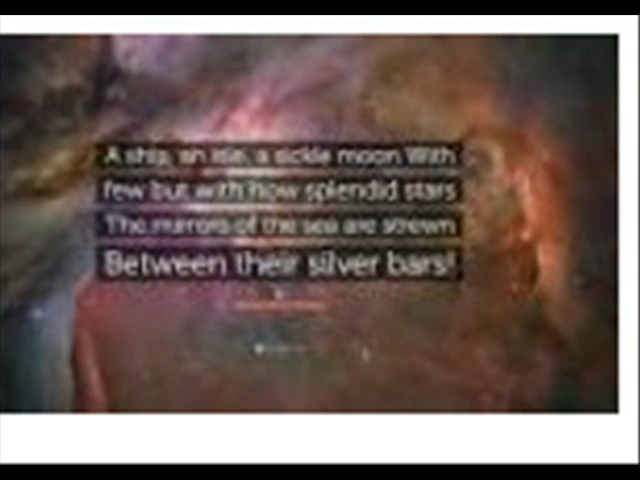 A ship, an isle, a sickle moon With
few but with how splendid stars
The mirrors of the sea are strewn
Between their silver bars!